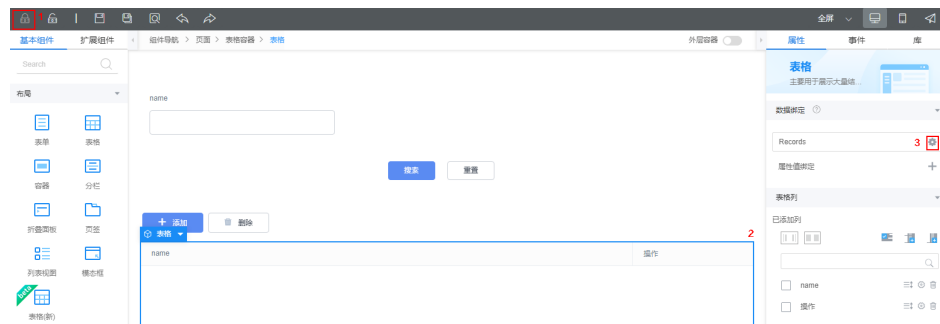 全屏
基本组件 扩展组件
组件导航 > 页面 > 表格容器 > 表格
外层容器
属性 事件 库
Search
布局
表单 表格
容器 分栏
折叠面板 页签
列表视图 模态框
beta
表格(新)
name
搜索 重置
添加 删除
表格
2
name 操作
表格
主要用于展示大量结...
数据绑定
Records
3
属性值绑定
表格列
已添加列
name
操作